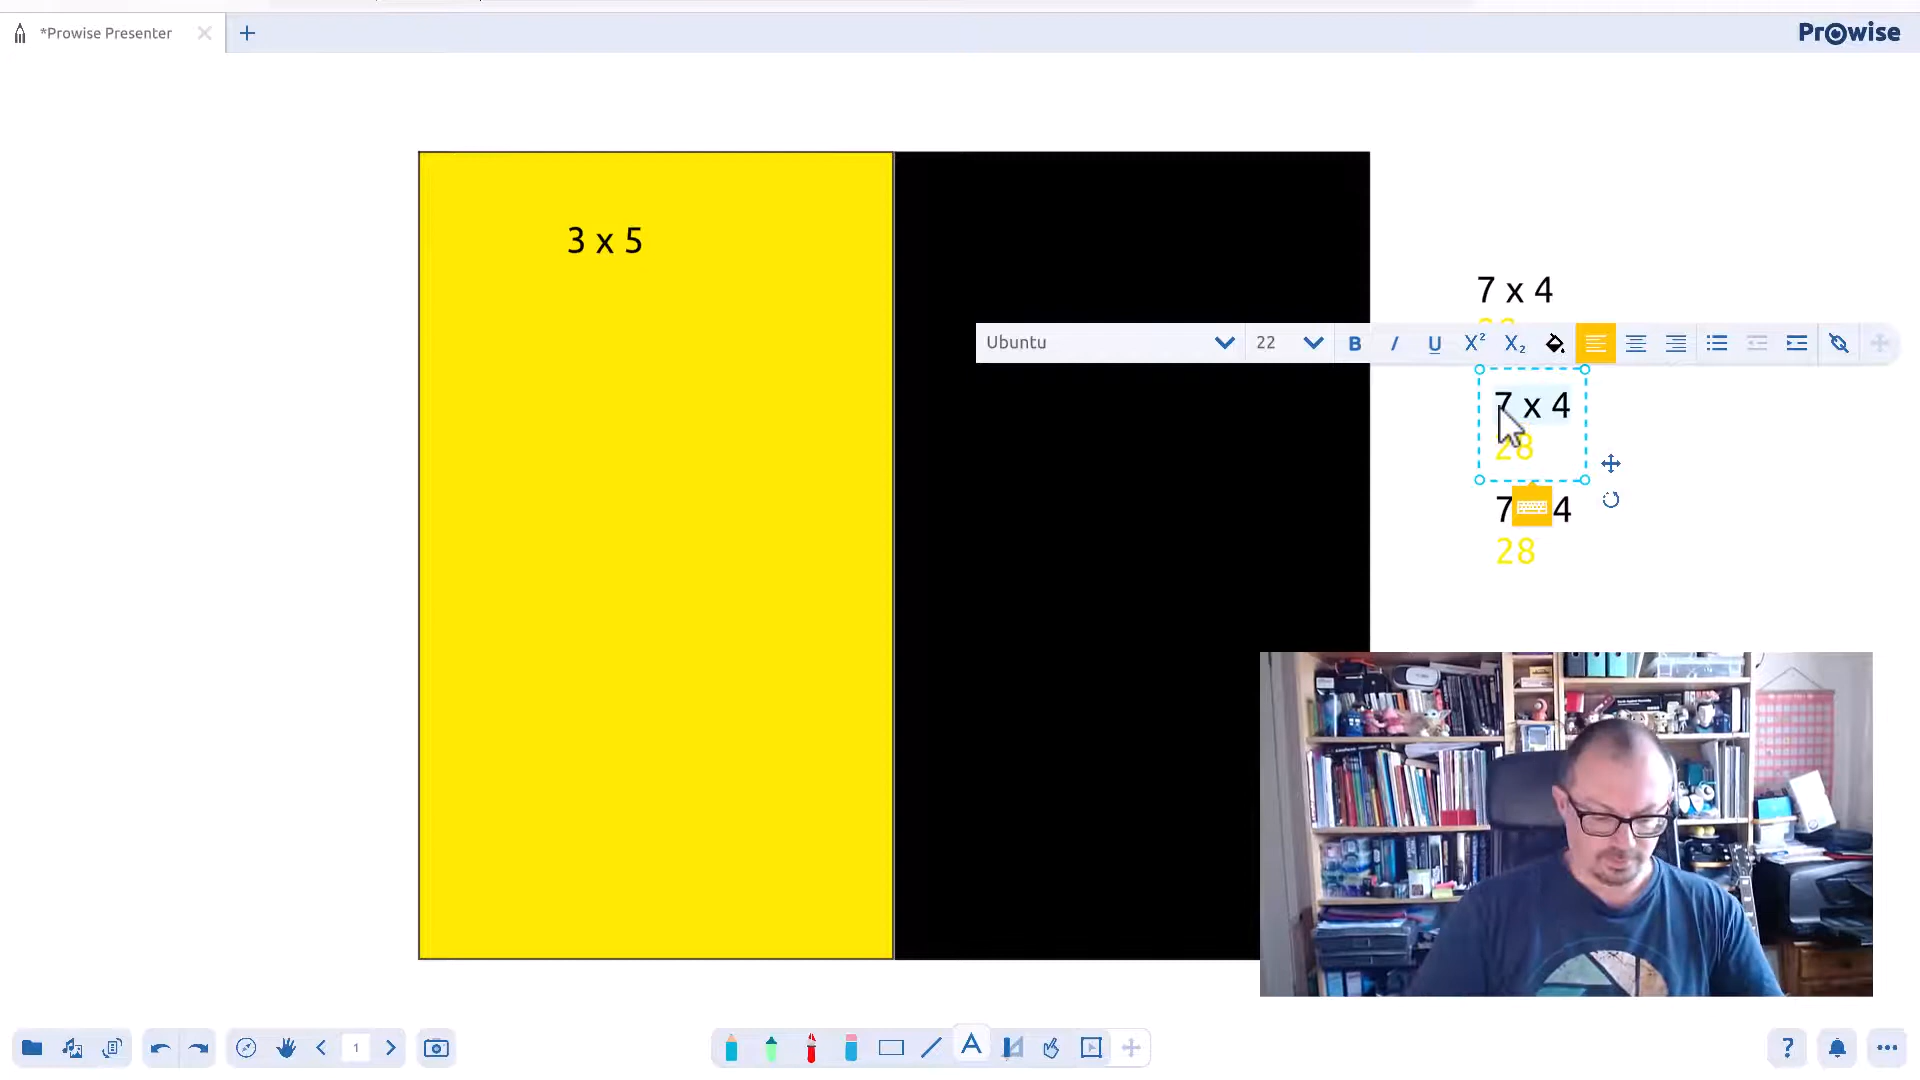 *Prowise Presenter
Prowise
3 x 5
7 x 4
Ubuntu
22
B
I
U
X²
X₂
7 x 4
28
7
4
28
1
A
?